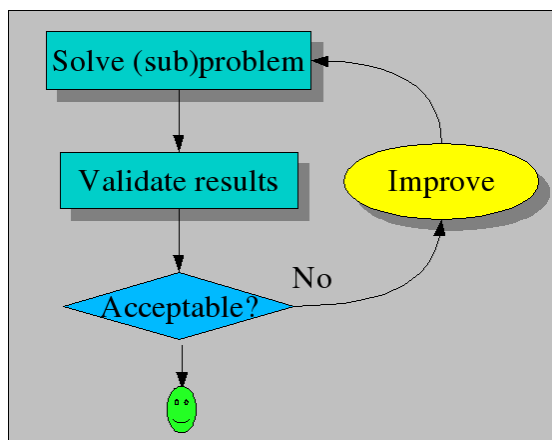 Solve (sub)problem
Validate results
Improve
No
Acceptable?